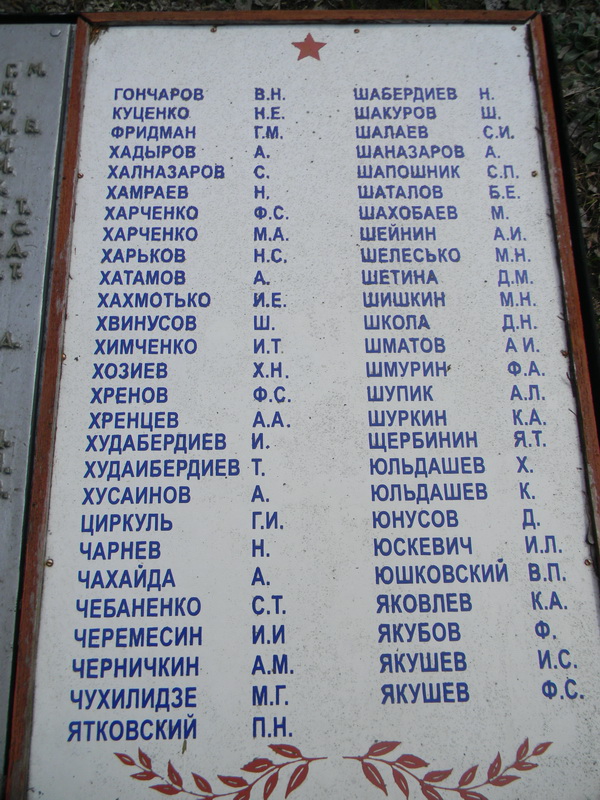 ГОНЧАРОВ В.Н.
КУЦЕНКО Н.Е.
ФРИДМАН Г.М.
ХАДЫРОВ А.
ХАЛНАЗАРОВ С.
ХАМРАЕВ Н.
ХАРЧЕНКО Ф.С.
ХАРЧЕНКО М.А.
ХАРЬКОВ Н.С.
ХАТАМОВ А.
ХАХМОТЬКО И.Е.
ХВИНУСОВ Ш.
ХИМЧЕНКО И.Т.
ХОЗИЕВ Х.Н.
ХРЕНОВ Ф.С.
ХРЕНЦЕВ А.А.
ХУДАБЕРДИЕВ И.
ХУДАИБЕРДИЕВ Т.
ХУСАИНОВ А.
ЦИРКУЛЬ Г.И.
ЧАРНЕВ Н.
ЧАХАЙДА А.
ЧЕБАНЕНКО С.Т.
ЧЕРЕМЕСИН И.И
ЧЕРНИЧКИН А.М.
ЧУХИЛИДЗЕ М.Г.
ЯТКОВСКИЙ П.Н.
ШАБЕРДИЕВ Н.
ШАКУРОВ Ш.
ШАЛАЕВ С.И.
ШАНАЗАРОВ А.
ШАПОШНИК С.П.
ШАТАЛОВ Б.Е.
ШАХОБАЕВ М.
ШЕЙНИН А.И.
ШЕЛЕСЬКО М.Н.
ШЕТИНА Д.М.
ШИШКИН М.Н.
ШКОЛА Д.Н.
ШМАТОВ А И.
ШМУРИН Ф.А.
ШУПИК А.Л.
ШУРКИН К.А.
ЩЕРБИНИН Я.Т.
ЮЛЬДАШЕВ Х.
ЮЛЬДАШЕВ К.
ЮНУСОВ Д.
ЮСКЕВИЧ И.Л.
ЮШКОВСКИЙ В.П.
ЯКОВЛЕВ К.А.
ЯКУБОВ Ф.
ЯКУШЕВ И.С.
ЯКУШЕВ Ф.С.